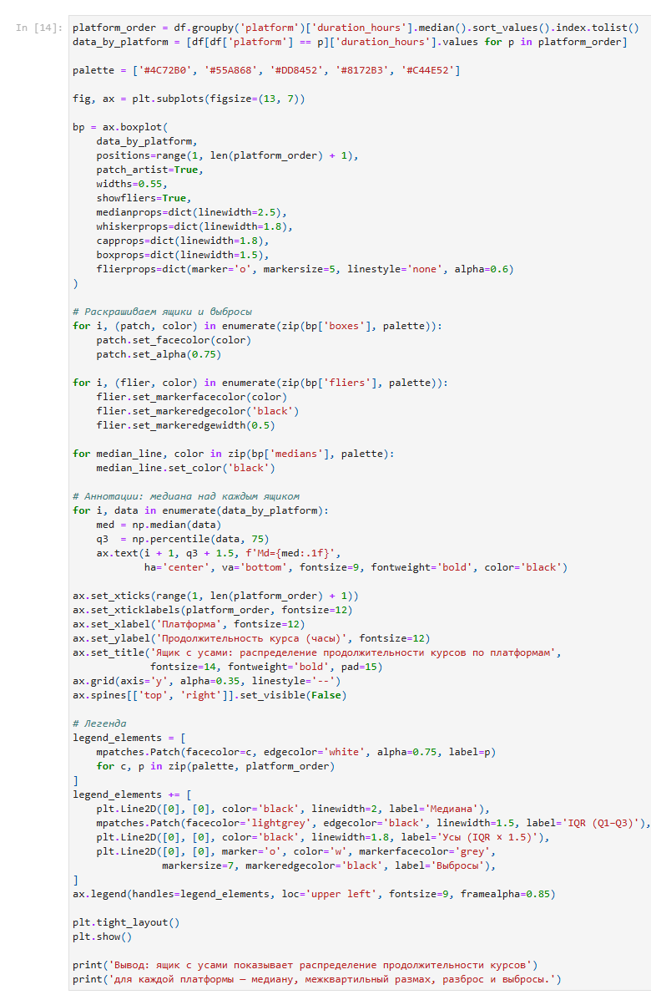 In [14]:
platform_order = df.groupby('platform')['duration_hours'].median().sort_values().index.tolist()
data_by_platform = [df[df['platform'] == p]['duration_hours'].values for p in platform_order]

palette = ['#4C72B0', '#55A868', '#DD8452', '#8172B3', '#C44E52']

fig, ax = plt.subplots(figsize=(13, 7))

bp = ax.boxplot(
    data_by_platform,
    positions=range(1, len(platform_order) + 1),
    patch_artist=True,
    widths=0.55,
    showfliers=True,
    medianprops=dict(linewidth=2.5),
    whiskerprops=dict(linewidth=1.8),
    capprops=dict(linewidth=1.8),
    boxprops=dict(linewidth=1.5),
    flierprops=dict(marker='o', markersize=5, linestyle='none', alpha=0.6)
)

# Раскрашиваем ящики и выбросы
for i, (patch, color) in enumerate(zip(bp['boxes'], palette)):
    patch.set_facecolor(color)
    patch.set_alpha(0.75)

for i, (flier, color) in enumerate(zip(bp['fliers'], palette)):
    flier.set_markerfacecolor(color)
    flier.set_markeredgecolor('black')
    flier.set_markeredgewidth(0.5)

for median_line, color in zip(bp['medians'], palette):
    median_line.set_color('black')

# Аннотации: медиана над каждым ящиком
for i, data in enumerate(data_by_platform):
    med = np.median(data)
    q3  = np.percentile(data, 75)
    ax.text(i + 1, q3 + 1.5, f'Md={med:.1f}',
            ha='center', va='bottom', fontsize=9, fontweight='bold', color='black')

ax.set_xticks(range(1, len(platform_order) + 1))
ax.set_xticklabels(platform_order, fontsize=12)
ax.set_xlabel('Платформа', fontsize=12)
ax.set_ylabel('Продолжительность курса (часы)', fontsize=12)
ax.set_title('Ящик с усами: распределение продолжительности курсов по платформам',
             fontsize=14, fontweight='bold', pad=15)
ax.grid(axis='y', alpha=0.35, linestyle='--')
ax.spines[['top', 'right']].set_visible(False)

# Легенда
legend_elements = [
    mpatches.Patch(facecolor=c, edgecolor='white', alpha=0.75, label=p)
    for c, p in zip(palette, platform_order)
]
legend_elements += [
    plt.Line2D([0], [0], color='black', linewidth=2, label='Медиана'),
    mpatches.Patch(facecolor='lightgrey', edgecolor='black', linewidth=1.5, label='IQR (Q1–Q3)'),
    plt.Line2D([0], [0], color='black', linewidth=1.8, label='Усы (IQR × 1.5)'),
    plt.Line2D([0], [0], marker='o', color='w', markerfacecolor='grey',
               markersize=7, markeredgecolor='black', label='Выбросы'),
]
ax.legend(handles=legend_elements, loc='upper left', fontsize=9, framealpha=0.85)

plt.tight_layout()
plt.show()

print('Вывод: ящик с усами показывает распределение продолжительности курсов')
print('для каждой платформы — медиану, межквартильный размах, разброс и выбросы.')